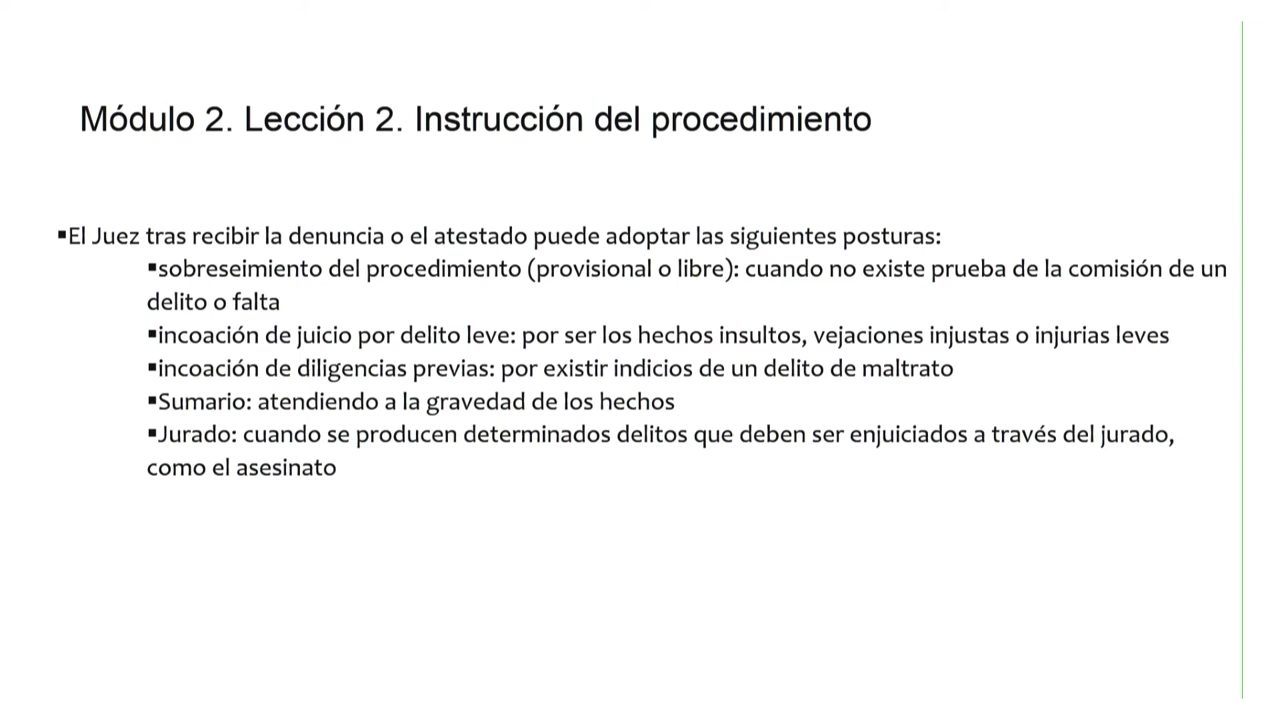 Módulo 2. Lección 2. Instrucción del procedimiento
▪El Juez tras recibir la denuncia o el atestado puede adoptar las siguientes posturas:
▪sobreseimiento del procedimiento (provisional o libre): cuando no existe prueba de la comisión de un
delito o falta
▪incoación de juicio por delito leve: por ser los hechos insultos, vejaciones injustas o injurias leves
▪incoación de diligencias previas: por existir indicios de un delito de maltrato
▪Sumario: atendiendo a la gravedad de los hechos
▪Jurado: cuando se producen determinados delitos que deben ser enjuiciados a través del jurado,
como el asesinato